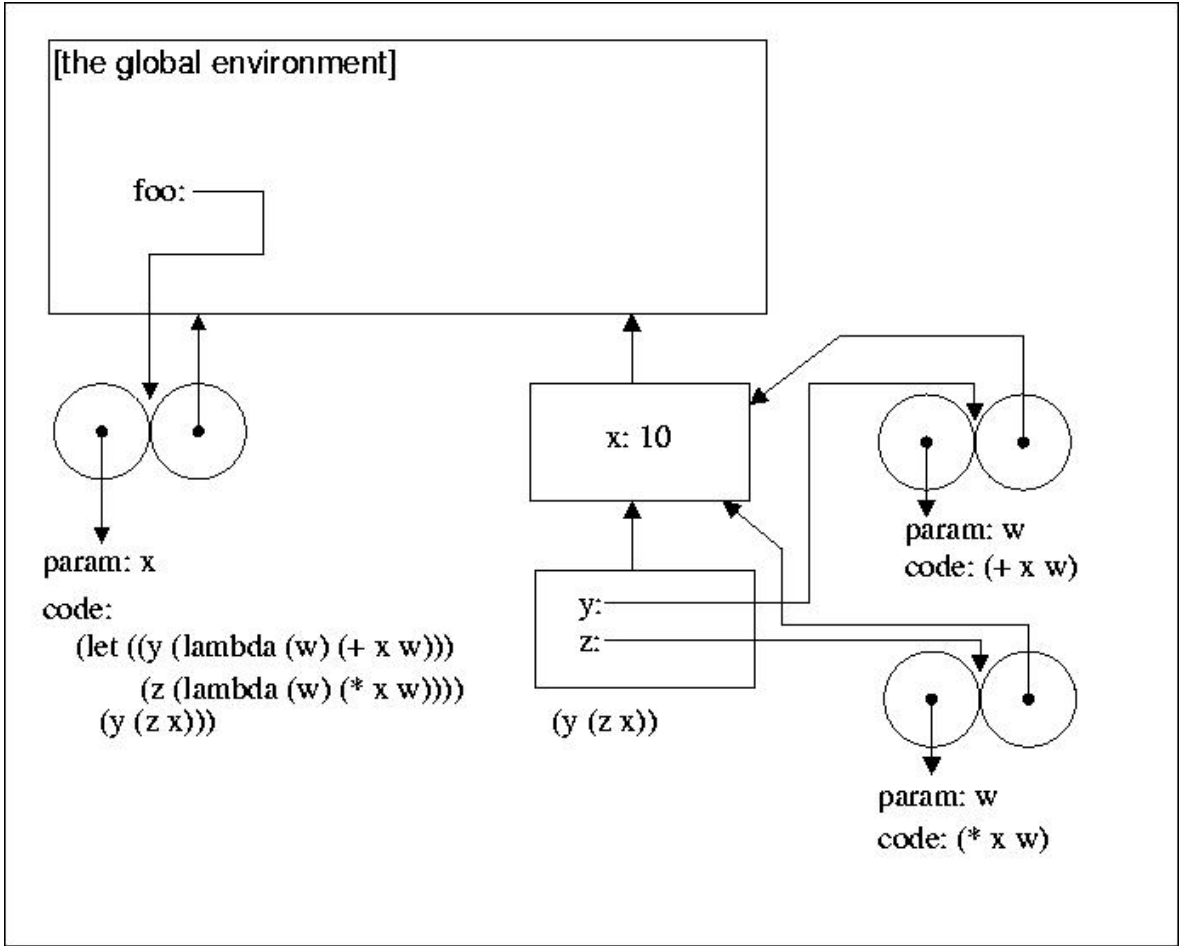 [the global environment]
foo:
x: 10
param: x
code:
(let ((y (lambda (w) (+ x w)))
(z (lambda (w) (* x w))))
(y (z x)))
y:
z:
(y (z x))
param: w
code: (+ x w)
param: w
code: (* x w)